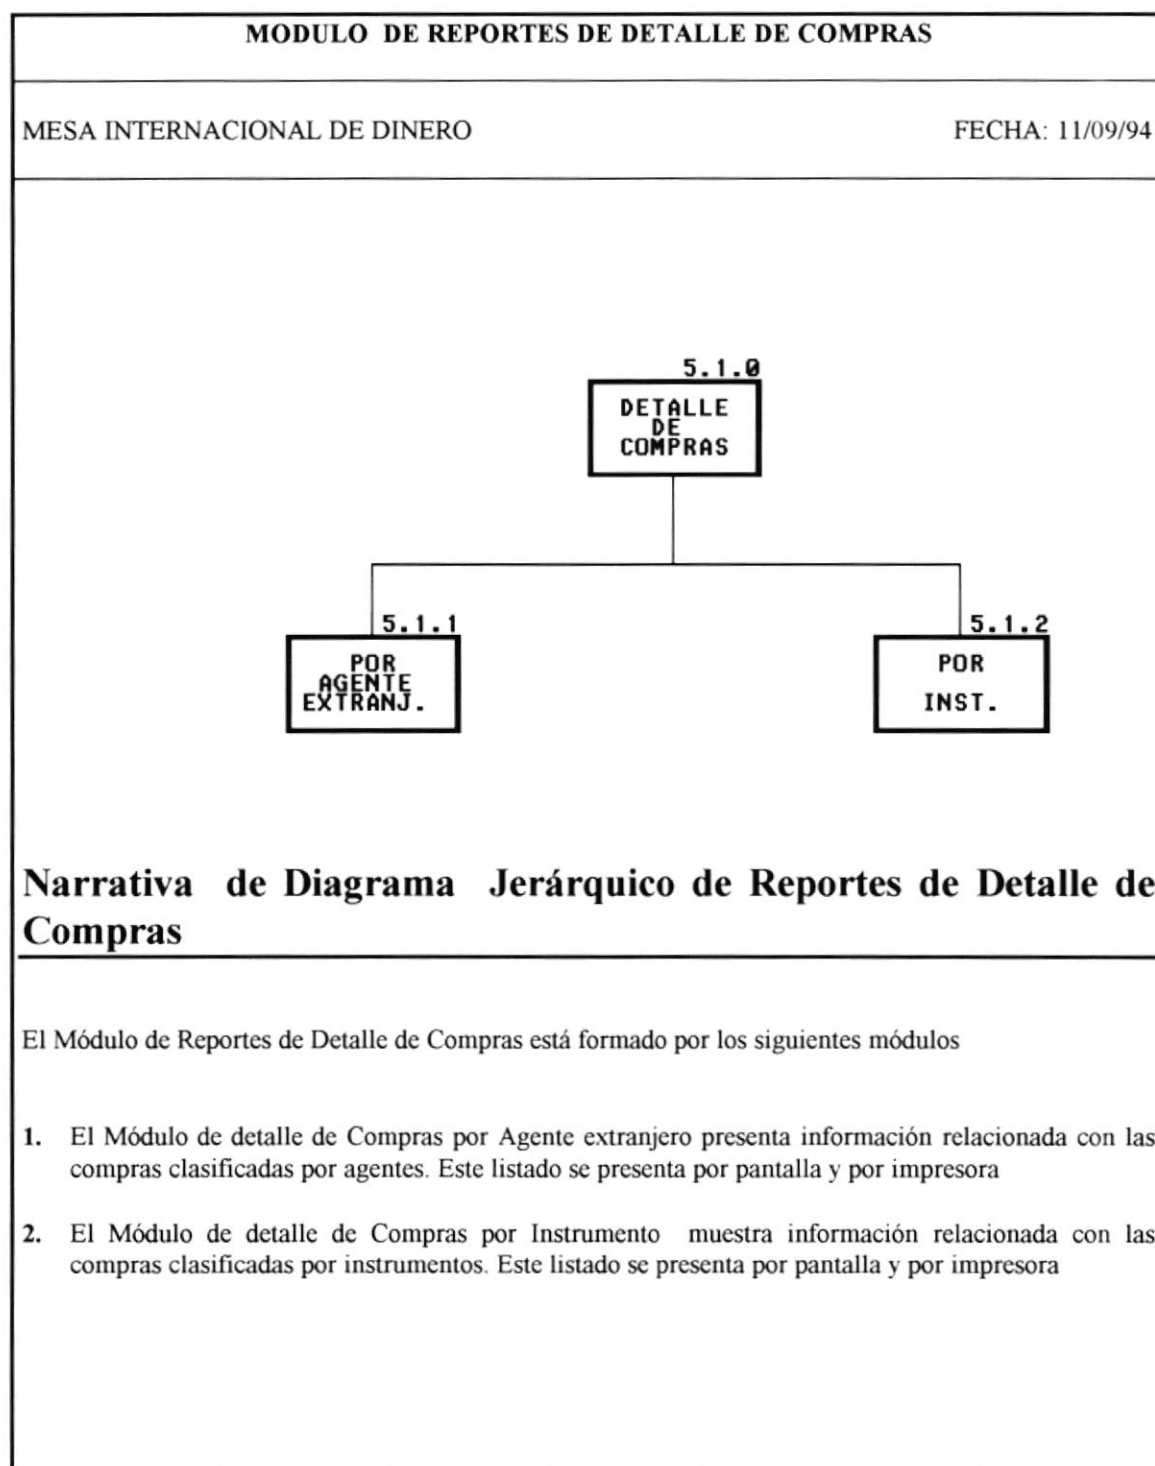 MODULO DE REPORTES DE DETALLE DE COMPRAS
MESA INTERNACIONAL DE DINERO FECHA: 11/09/94
5.1.0
DETALLE
DE
COMPRAS
5.1.1
POR
AGENTE
EXTRANJ.
5.1.2
POR
INST.
Narrativa de Diagrama Jerárquico de Reportes de Detalle de
Compras
El Módulo de Reportes de Detalle de Compras está formado por los siguientes módulos
1. El Módulo de detalle de Compras por Agente extranjero presenta información relacionada con las
compras clasificadas por agentes. Este listado se presenta por pantalla y por impresora
2. El Módulo de detalle de Compras por Instrumento muestra información relacionada con las
compras clasificadas por instrumentos. Este listado se presenta por pantalla y por impresora